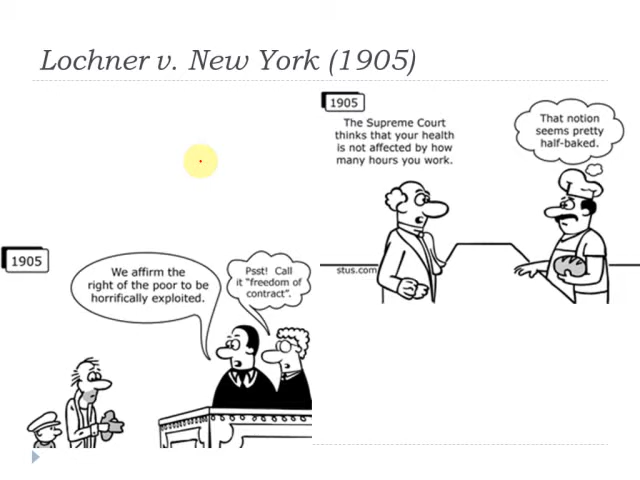 Lochner v. New York (1905)
1905
The Supreme Court
thinks that your health
is not affected by how
many hours you work.
That notion
seems pretty
half-baked.
stus.com
1905
We affirm the
right of the poor to be
horrifically exploited.
Psst! Call
it "freedom of
contract".